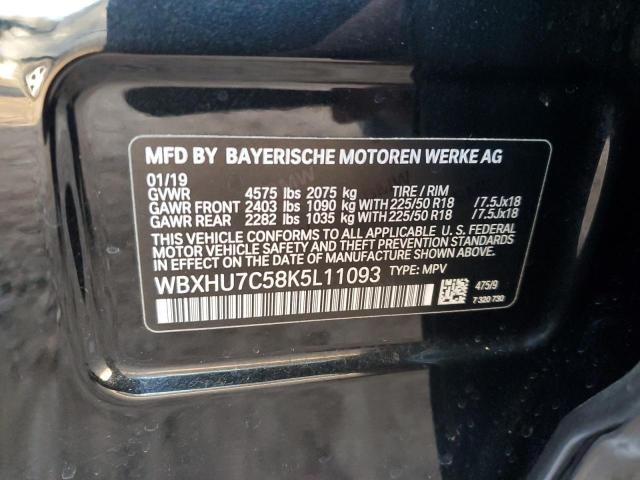 MFD BY BAYERISCHE MOTOREN WERKE AG
01/19
GVWR 4575 lbs 2075 kg TIRE / RIM
GAWR FRONT 2403 lbs 1090 kg WITH 225/50 R18 /7.5Jx18
GAWR REAR 2282 lbs 1035 kg WITH 225/50 R18 /7.5Jx18
THIS VEHICLE CONFORMS TO ALL APPLICABLE U. S. FEDERAL
MOTOR VEHICLE SAFETY AND THEFT PREVENTION STANDARDS
IN EFFECT ON THE DATE OF MANUFACTURE SHOWN ABOVE.
WBXHU7C58K5L11093 TYPE: MPV
475/9
7 320 730